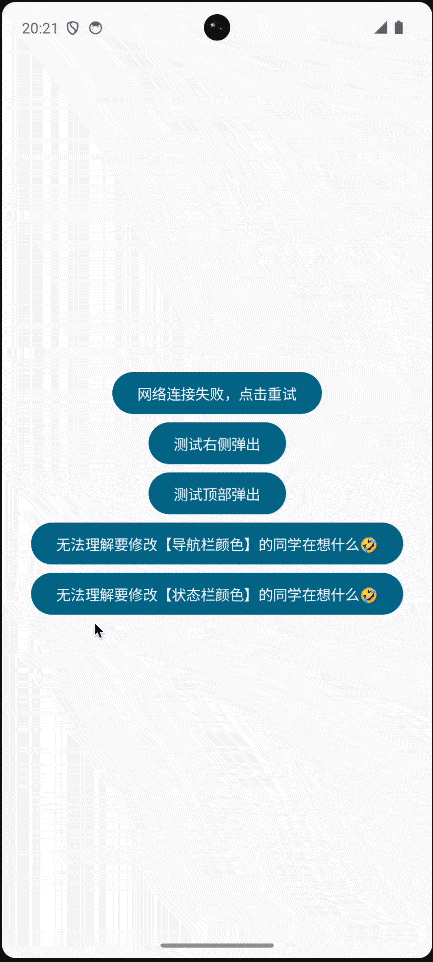 20:21
网络连接失败，点击重试
测试右侧弹出
测试顶部弹出
无法理解要修改【导航栏颜色】的同学在想什么🤣
无法理解要修改【状态栏颜色】的同学在想什么🤣